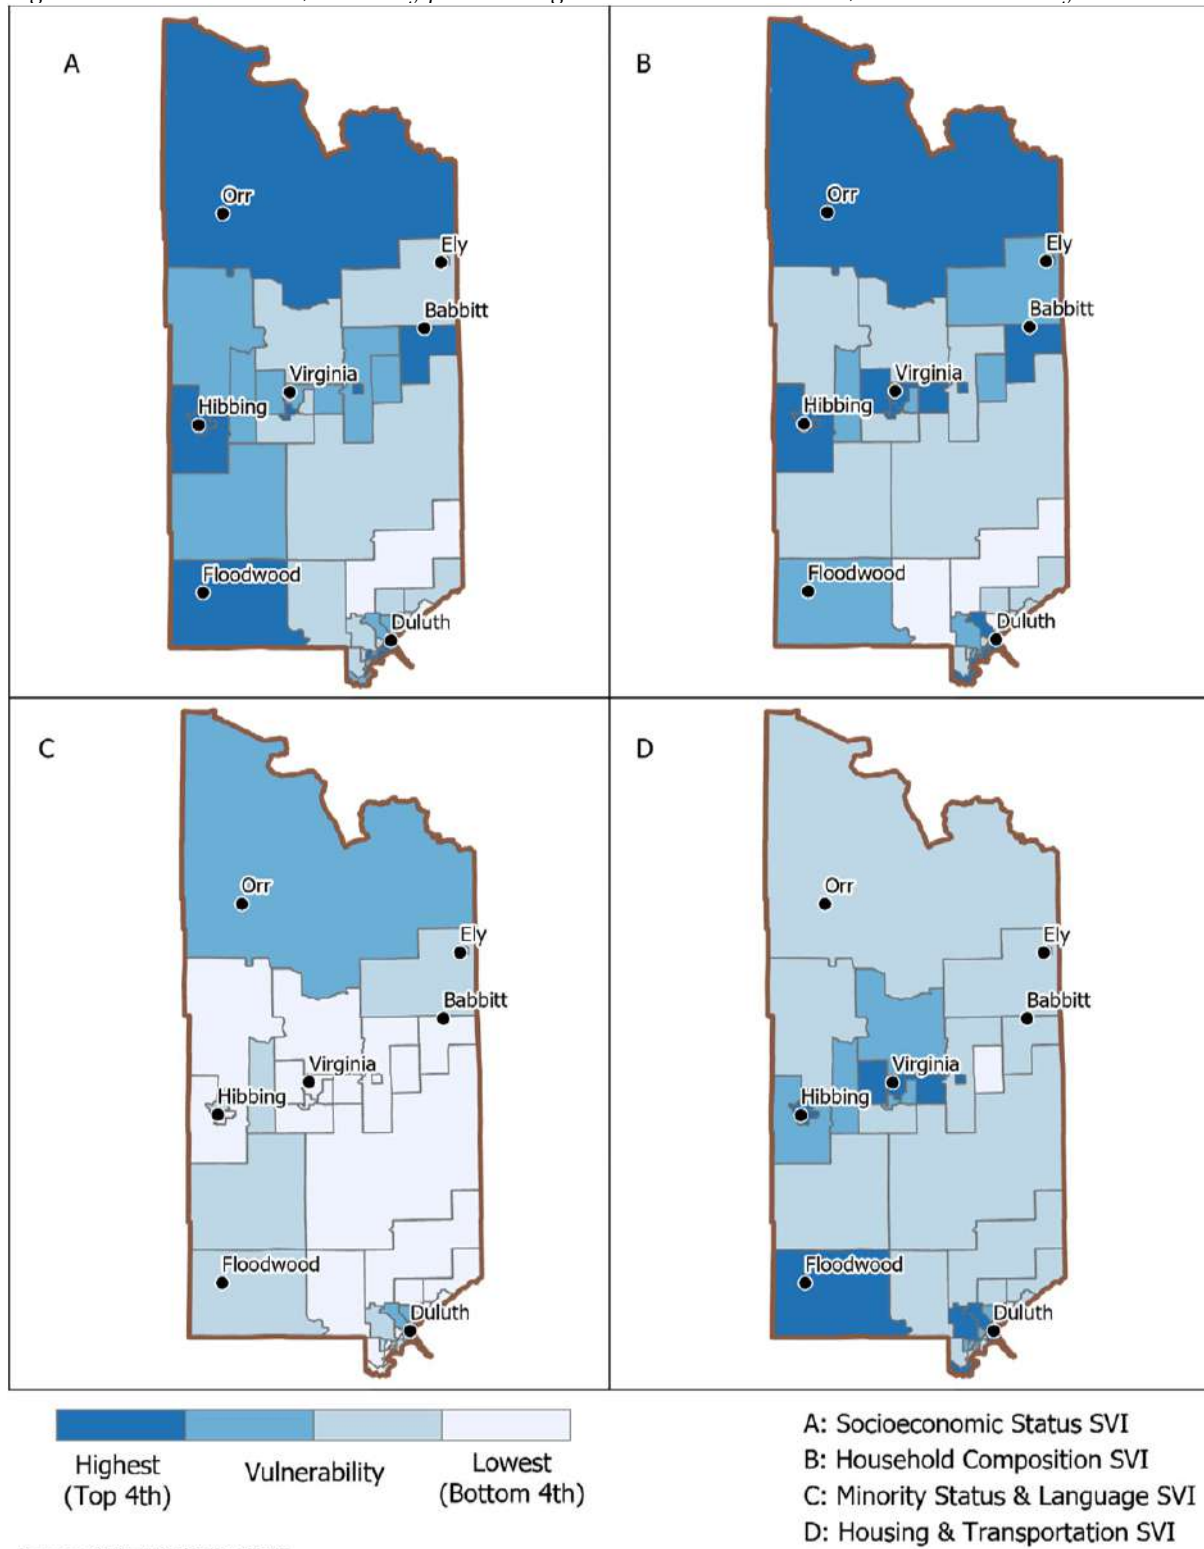 A
Orr
Ely
Babbitt
Virginia
Hibbing
Floodwood
Duluth
B
Orr
Ely
Babbitt
Virginia
Hibbing
Floodwood
Duluth
C
Orr
Ely
Babbitt
Virginia
Hibbing
Floodwood
Duluth
D
Orr
Ely
Babbitt
Virginia
Hibbing
Floodwood
Duluth
Highest
(Top 4th)
Vulnerability
Lowest
(Bottom 4th)
A: Socioeconomic Status SVI
B: Household Composition SVI
C: Minority Status & Language SVI
D: Housing & Transportation SVI